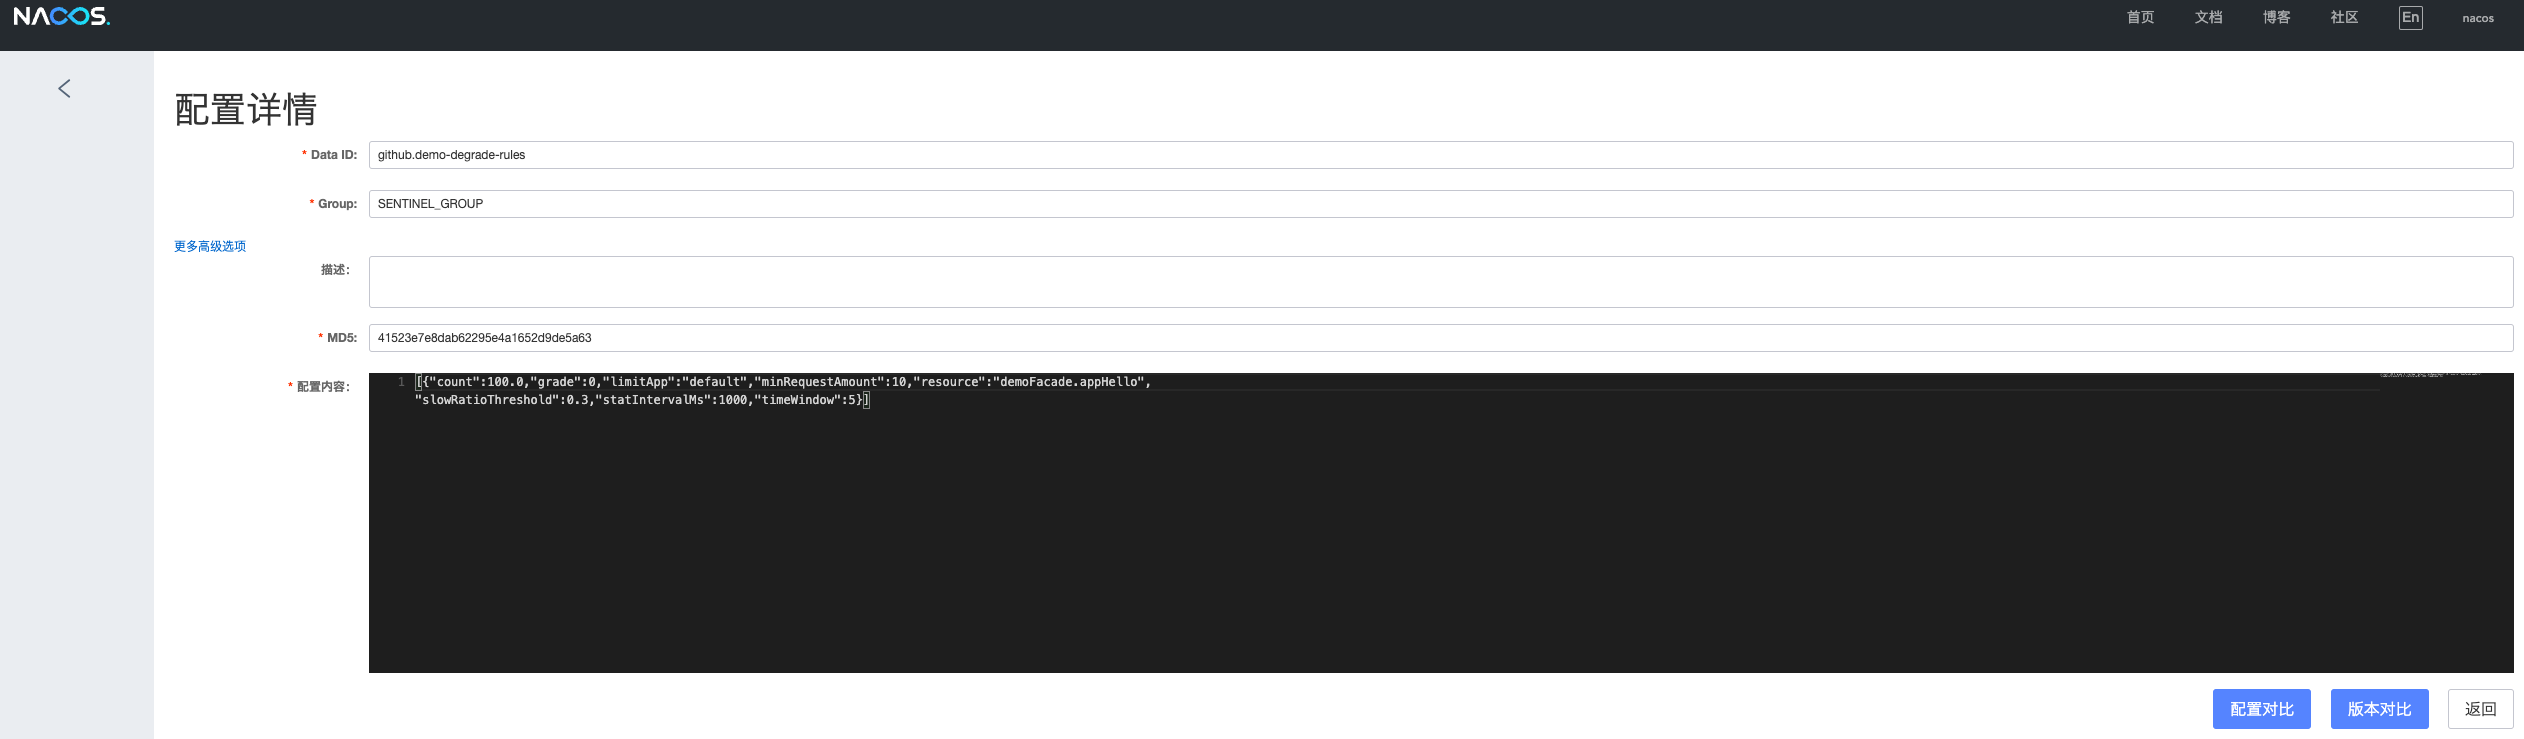 NACOS.
首页 文档 博客 社区 En nacos
配置详情
* Data ID: github.demo-degrade-rules
* Group: SENTINEL_GROUP
更多高级选项
描述:
* MD5: 41523e7e8dab62295e4a1652d9de5a63
* 配置内容: 1 [{"count":100.0,"grade":0,"limitApp":"default","minRequestAmount":10,"resource":"demoFacade.appHello",
"slowRatioThreshold":0.3,"statIntervalMs":1000,"timeWindow":5}]
配置对比 版本对比 返回